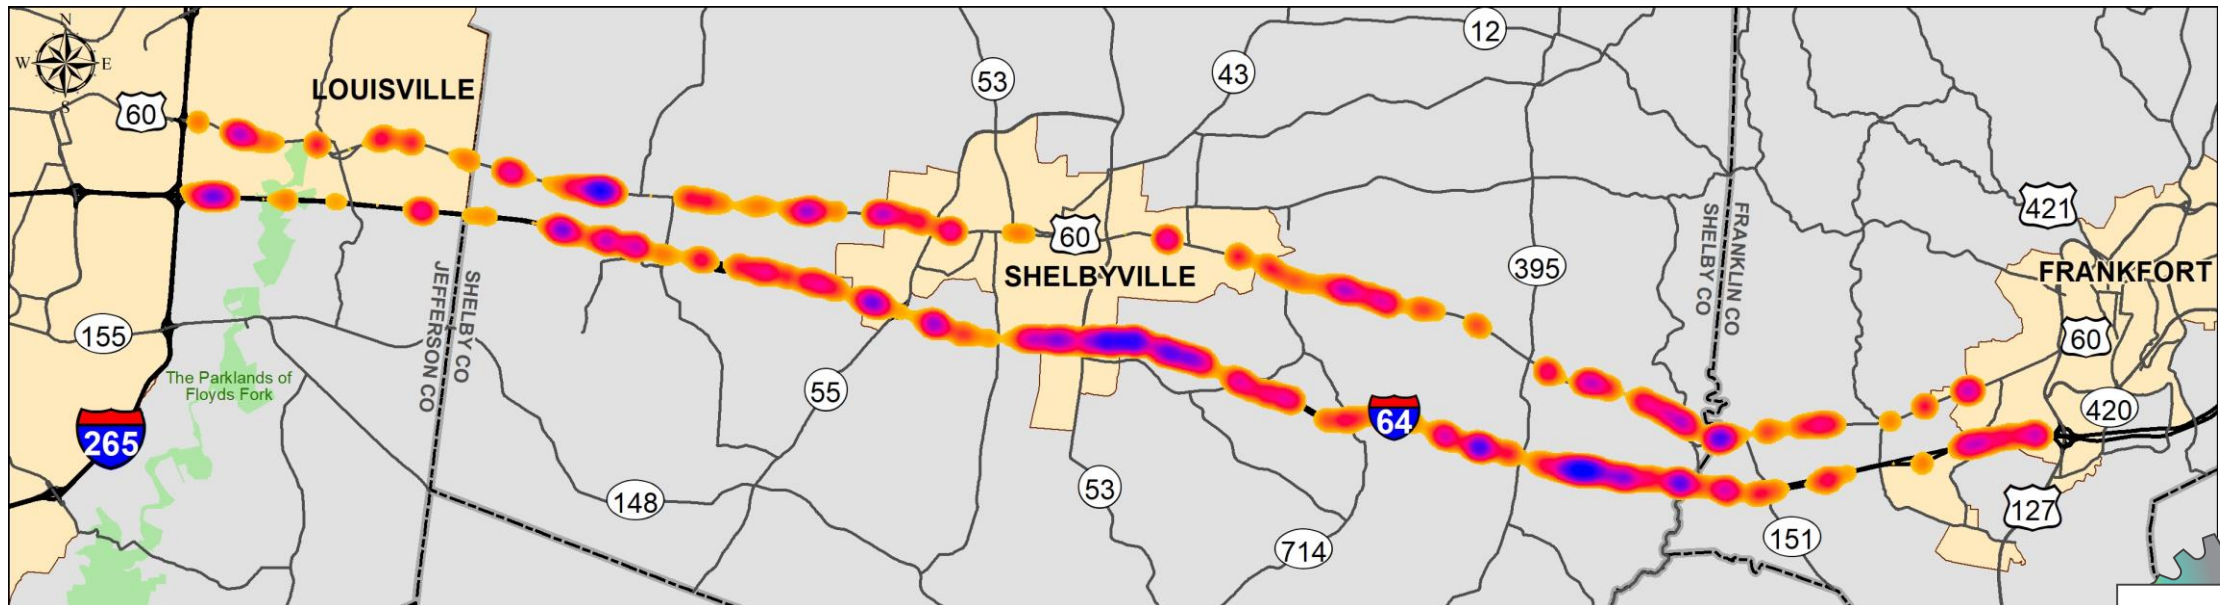 N
W
E
S
60
LOUISVILLE
53
43
12
421
60
SHELBYVILLE
395
FRANKLIN CO
SHELBY CO
FRANKFORT
155
SHELBY CO
JEFFERSON CO
60
The Parklands of
Floyds Fork
55
64
420
265
148
53
714
151
127